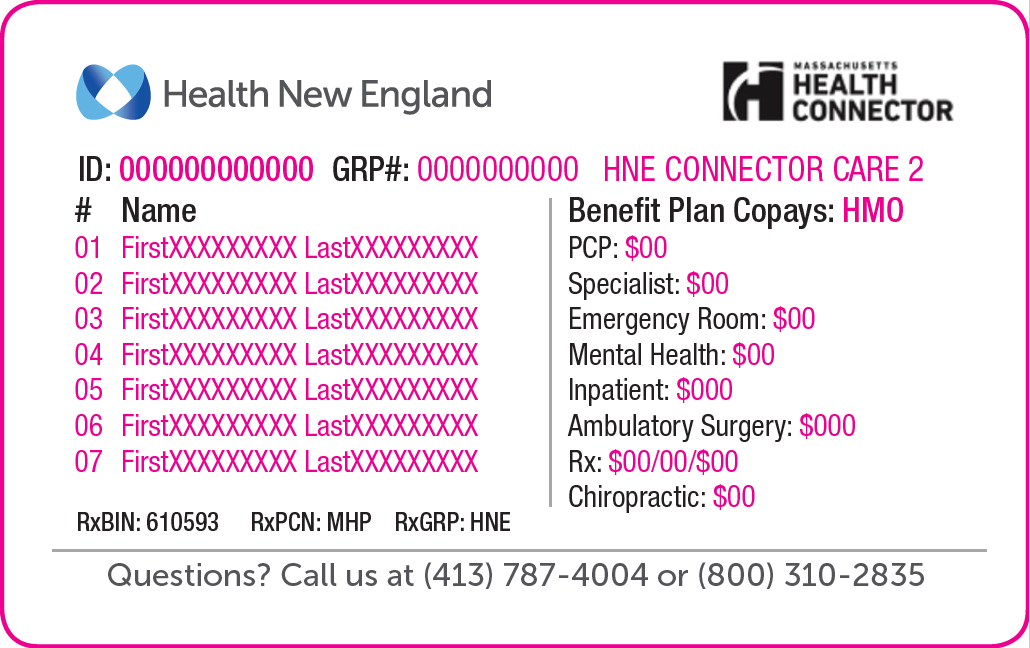 Health New England
MASSACHUSETTS
HEALTH
CONNECTOR
ID: 000000000000 GRP#: 0000000000 HNE CONNECTOR CARE 2
# Name
01 FirstXXXXXXXXX LastXXXXXXXXX
02 FirstXXXXXXXXX LastXXXXXXXXX
03 FirstXXXXXXXXX LastXXXXXXXXX
04 FirstXXXXXXXXX LastXXXXXXXXX
05 FirstXXXXXXXXX LastXXXXXXXXX
06 FirstXXXXXXXXX LastXXXXXXXXX
07 FirstXXXXXXXXX LastXXXXXXXXX
RxBIN: 610593 RxPCN: MHP RxGRP: HNE
Benefit Plan Copays: HMO
PCP: $00
Specialist: $00
Emergency Room: $00
Mental Health: $00
Inpatient: $000
Ambulatory Surgery: $000
Rx: $00/00/$00
Chiropractic: $00
Questions? Call us at (413) 787-4004 or (800) 310-2835